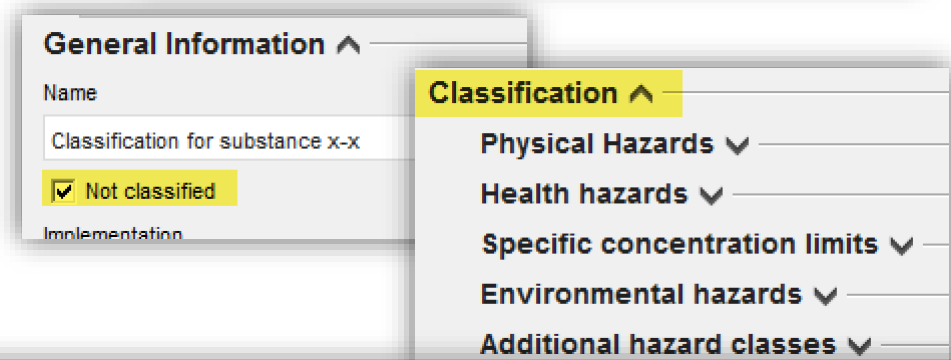 General Information
Name
Classification for substance x-x
Not classified
Implementation
Classification
Physical Hazards
Health hazards
Specific concentration limits
Environmental hazards
Additional hazard classes